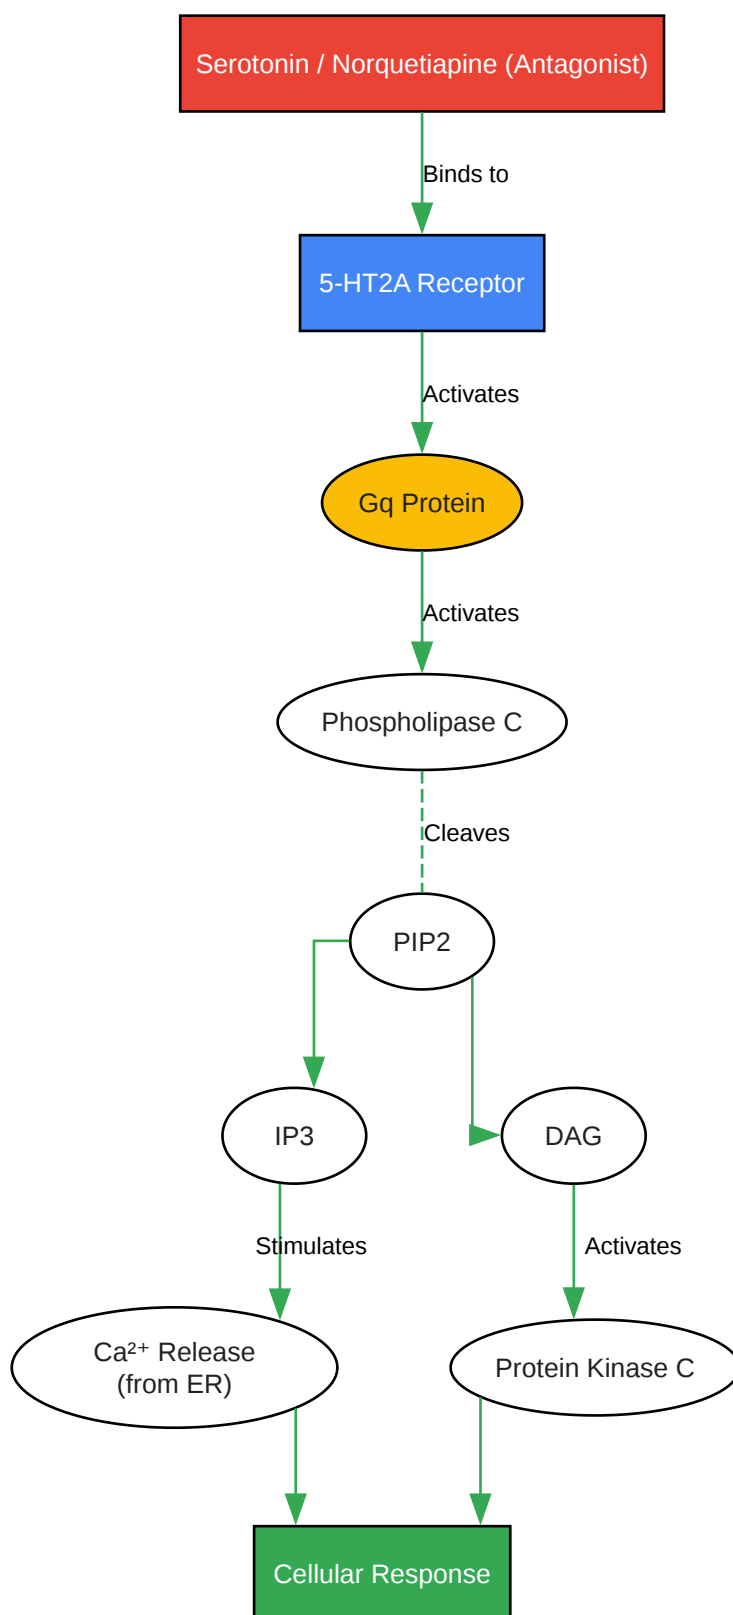 Serotonin / Norquetiapine (Antagonist)
Binds to
5-HT2A Receptor
Activates
Gq Protein
Activates
Phospholipase C
Cleaves
PIP2
IP3
DAG
Stimulates
Activates
Ca²⁺ Release
(from ER)
Protein Kinase C
Cellular Response